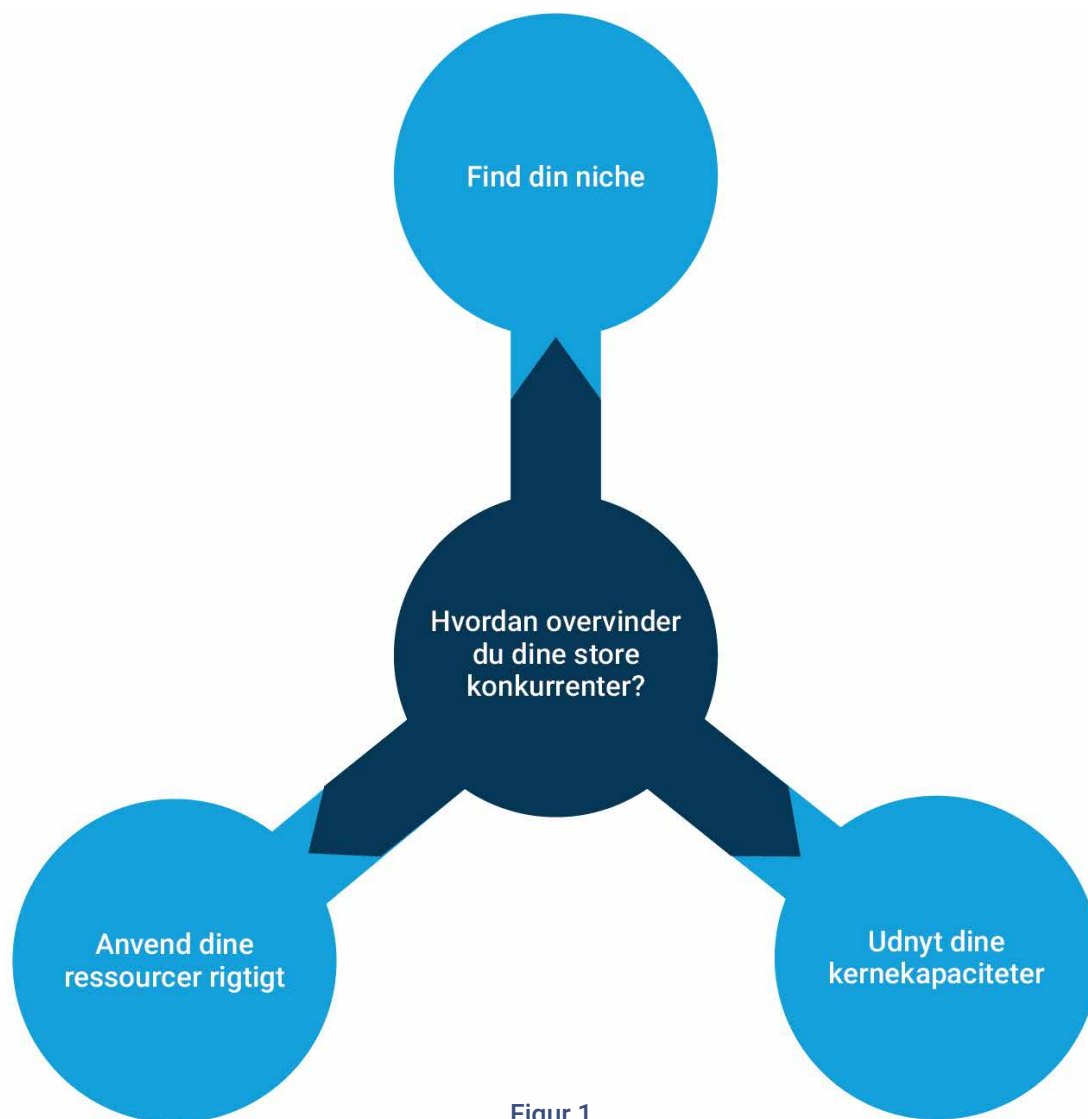 Find din niche
Hvordan overvinder
du dine store
konkurrenter?
Anvend dine
ressourcer rigtigt
Udnyt dine
kernekapaciteter
Figur 1